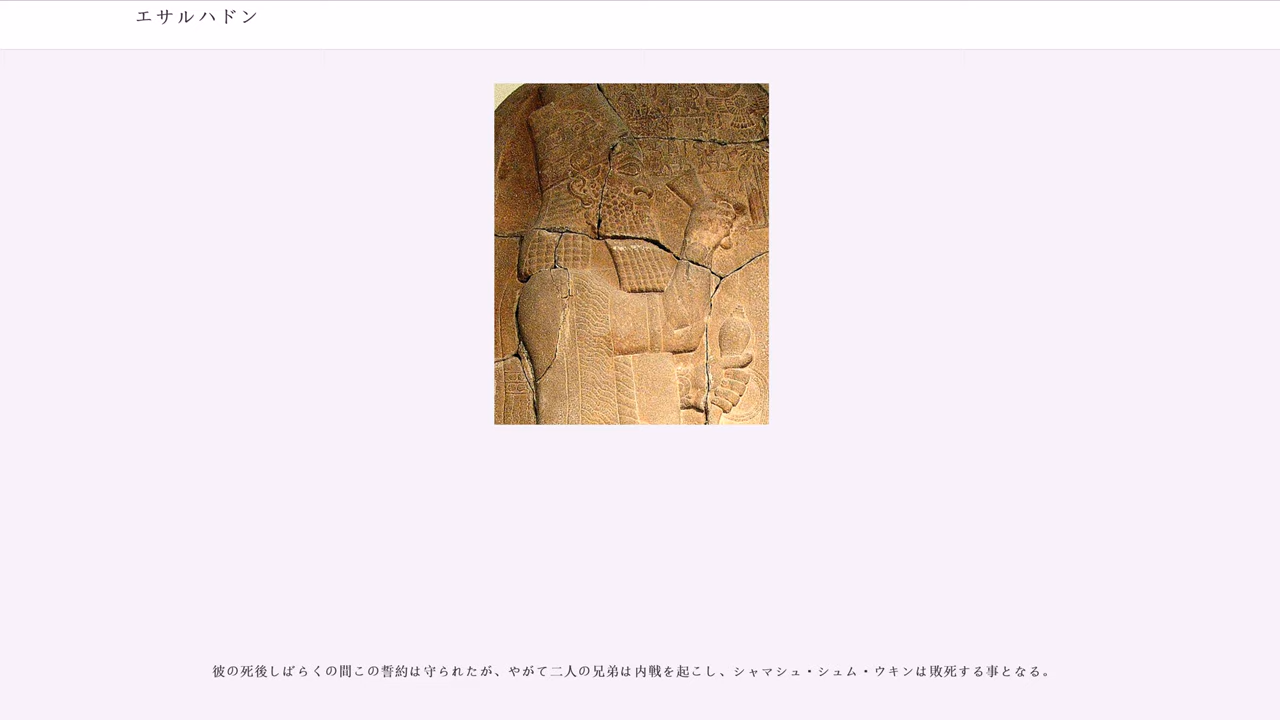 エサルハドン
彼の死後しばらくの間この誓約は守られたが、やがて二人の兄弟は内戦を起こし、シャマシュ・シュム・ウキンは敗死する事となる。